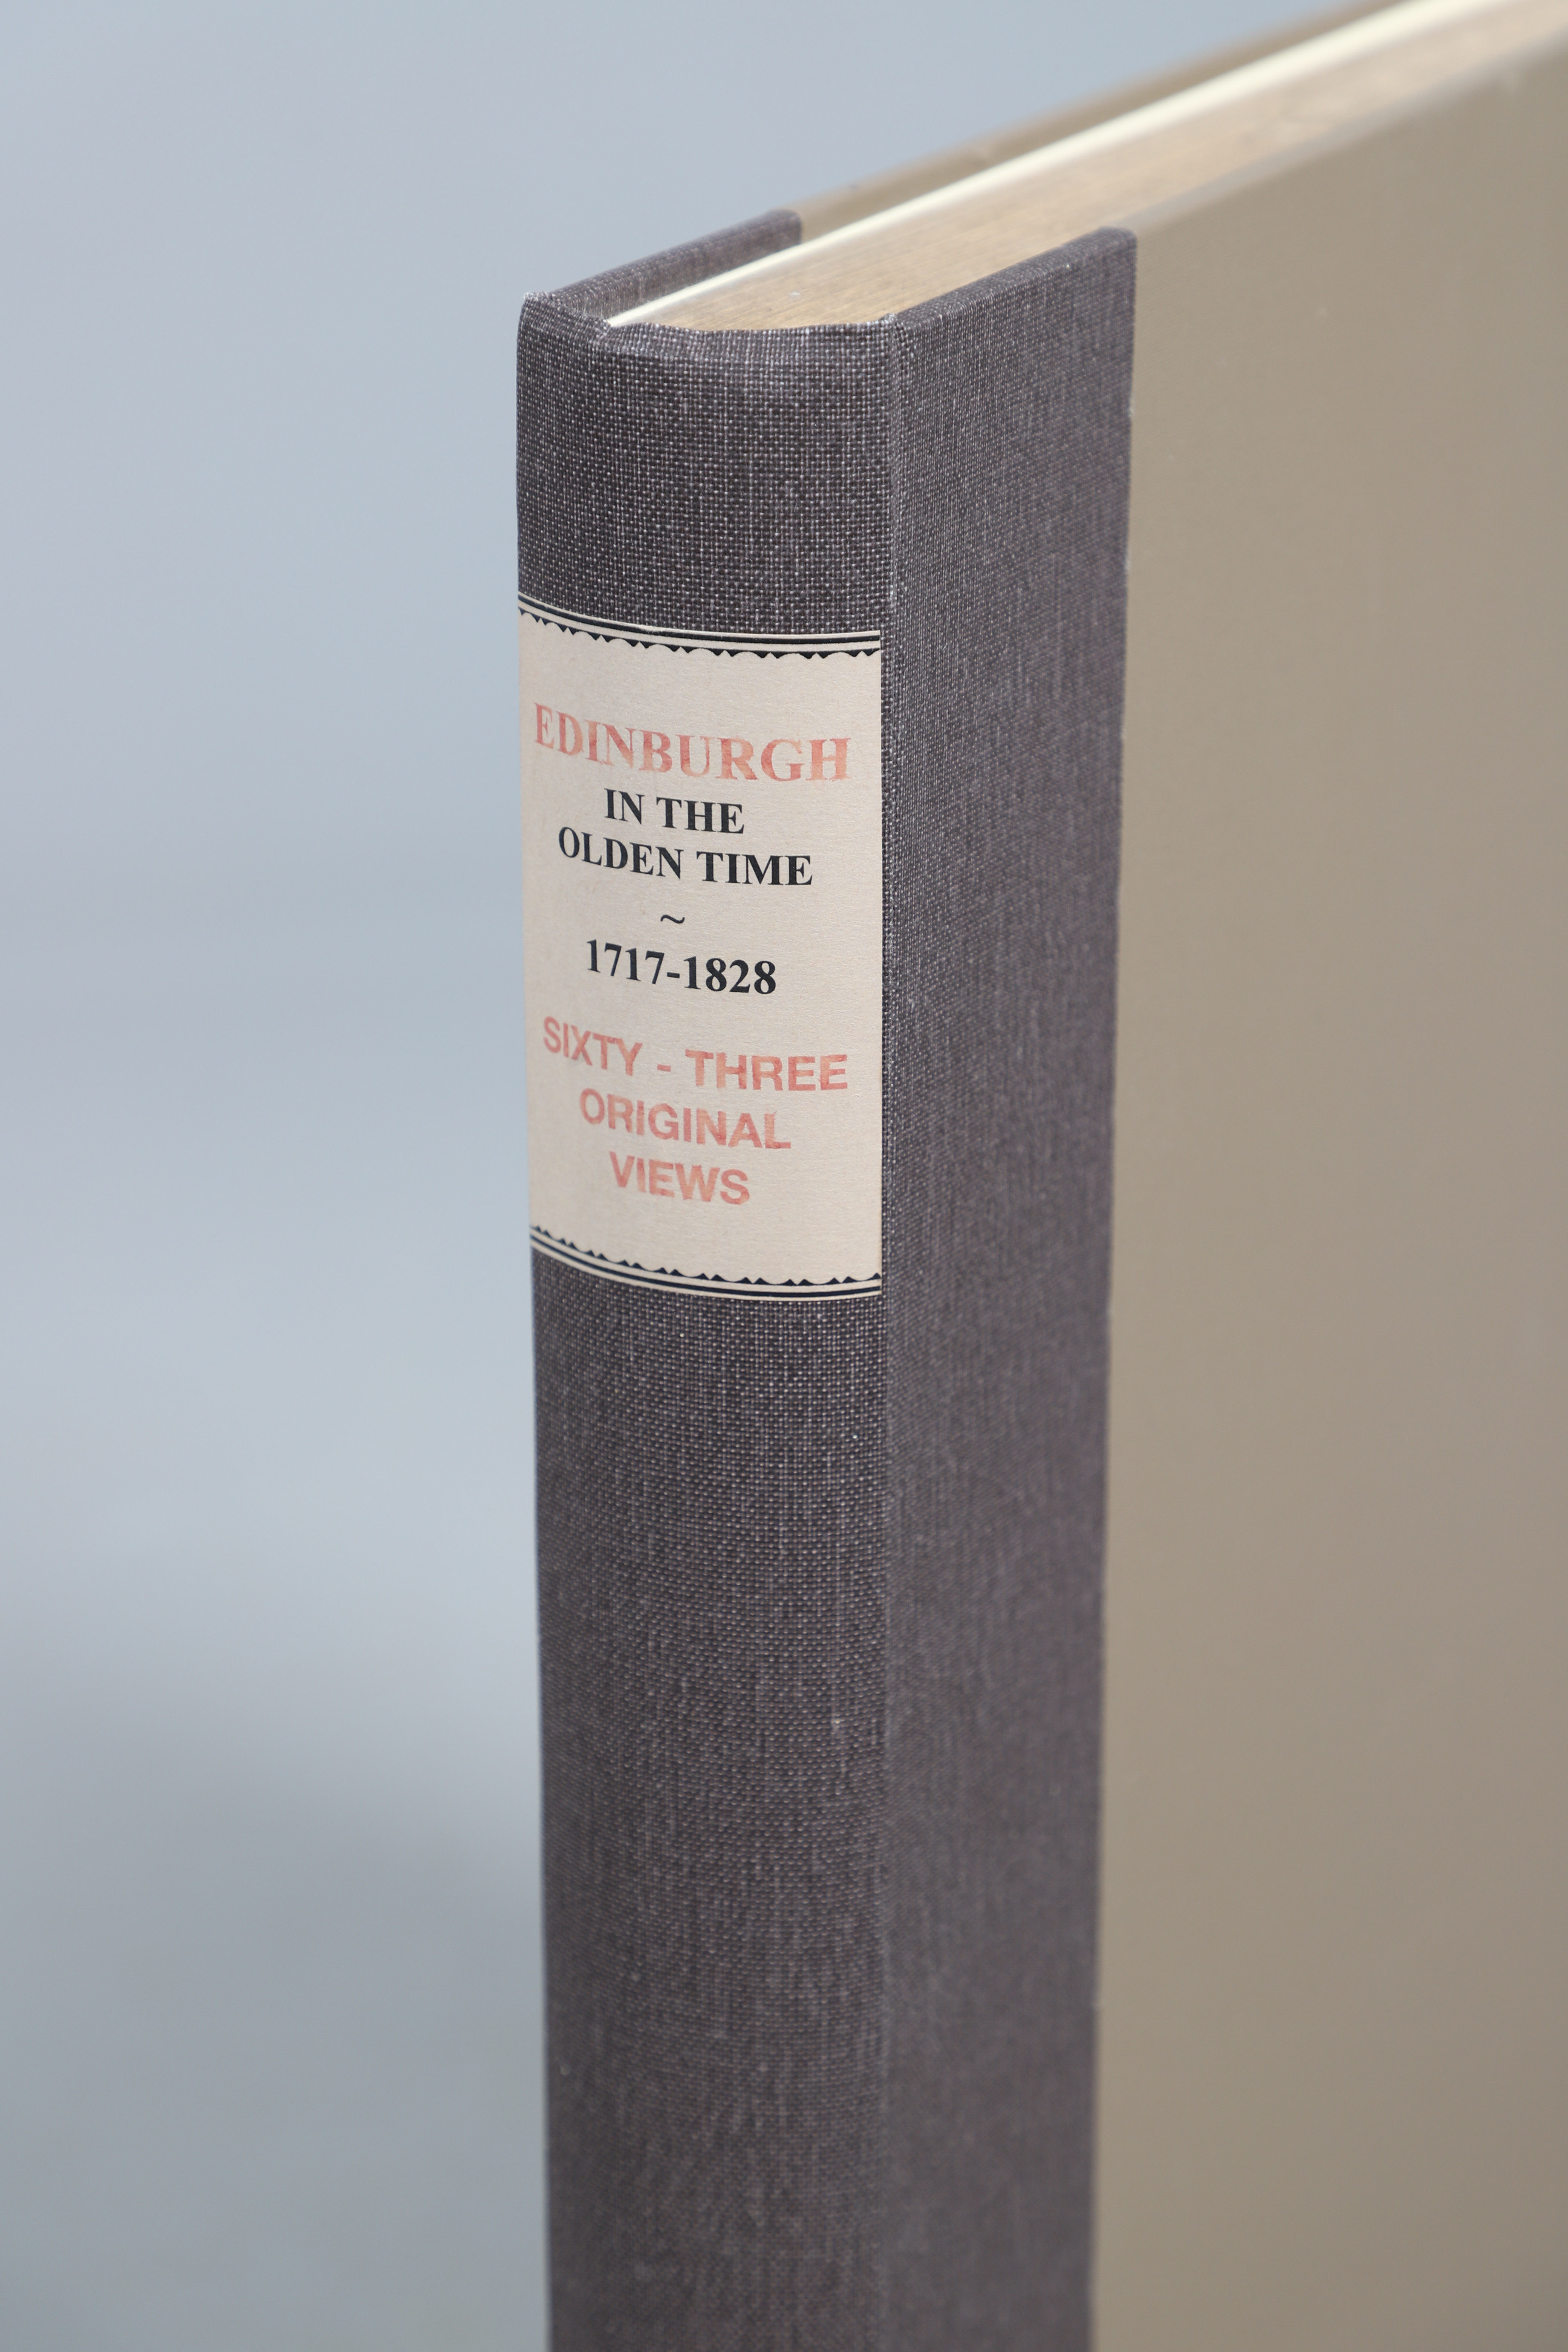 EDINBURGH
IN THE
OLDEN TIME
~
1717-1828
SIXTY - THREE
ORIGINAL
VIEWS